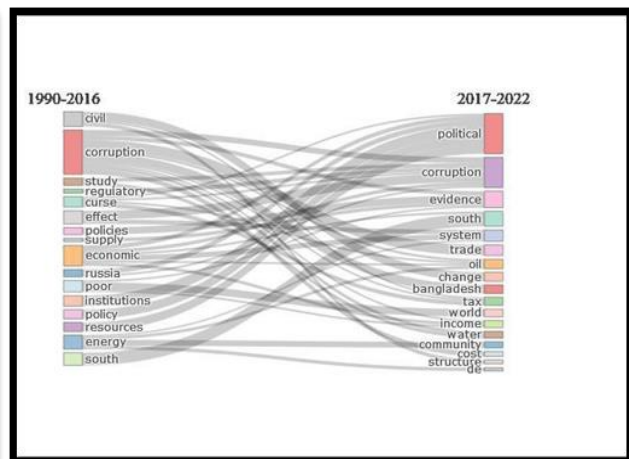 1990-2016
civil
corruption
study
regulatory
curse
effect
policies
supply
economic
russia
poor
institutions
policy
resources
energy
south
2017-2022
political
corruption
evidence
south
system
trade
oil
change
bangladesh
tax
world
income
water
community
cost
structure
de